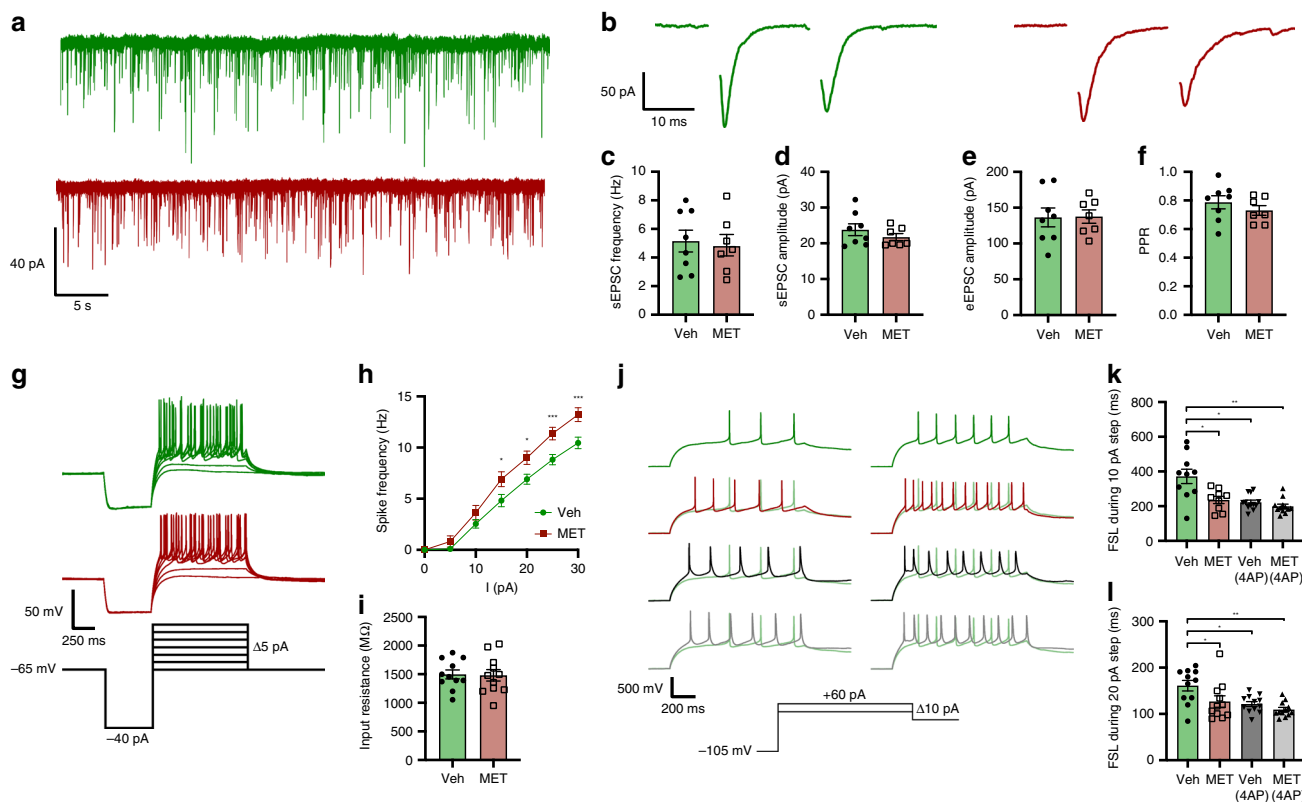 a
40 pA
5 s
b
50 pA
10 ms
c
sEPSC frequency (Hz)
10
8
6
4
2
0
Veh
MET
d
sEPSC amplitude (pA)
40
30
20
10
0
Veh
MET
e
eEPSC amplitude (pA)
200
150
100
50
0
Veh
MET
f
PPR
1.0
0.8
0.6
0.4
0.2
0.0
Veh
MET
g
50 mV
250 ms
−65 mV
Δ5 pA
−40 pA
h
Spike frequency (Hz)
15
10
5
0
*
*
***
***
Veh
MET
0
10
20
30
I (pA)
i
Input resistance (MΩ)
2500
2000
1500
1000
500
0
Veh
MET
j
500 mV
200 ms
+60 pA
Δ10 pA
−105 mV
k
FSL during 10 pA step (ms)
800
600
400
200
0
**
*
*
Veh
MET
Veh
(4AP)
MET
(4AP)
l
FSL during 20 pA step (ms)
300
200
100
0
**
*
*
Veh
MET
Veh
(4AP)
MET
(4AP)